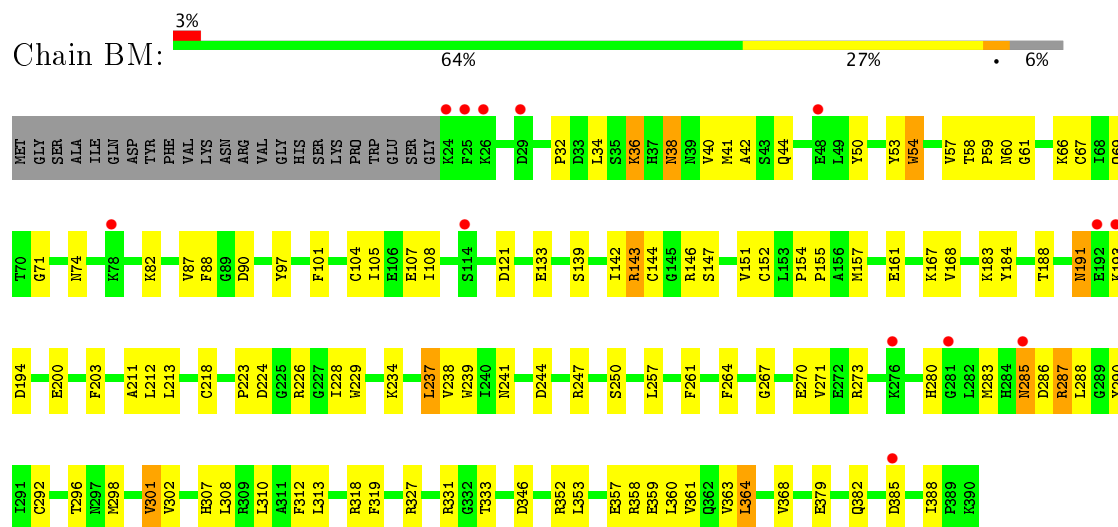 3%
Chain BM:
64% 27% • 6%
MET GLY SER ALA ILE GLN ASP TYR PHE VAL LYS ASN ARG VAL GLY HIS SER LYS PRO TRP GLU SER GLY K24 F25 K26 D29 P32 D33 L34 S35 K36 H37 N38 N39 V40 M41 A42 S43 Q44 E48 L49 Y50 Y53 W54 V57 T58 P59 N60 G61 K66 C67 I68 Q69
T70 G71 N74 K78 K82 V87 F88 G89 D90 Y97 F101 C104 I105 E106 E107 I108 S114 D121 E133 S139 I142 R143 C144 G145 R146 S147 V151 C152 L153 P154 P155 A156 M157 E161 K167 V168 K183 Y184 T188 N191 E192 K193
D194 E200 F203 A211 L212 L213 C218 P223 D224 G225 R226 G227 I228 W229 K234 L237 V238 W239 I240 N241 D244 R247 S250 L257 F261 F264 G267 E270 V271 E272 R273 K276 H280 G281 L282 M283 H284 N285 D286 R287 L288 G289 Y290
I291 C292 T296 N297 M298 V301 V302 H307 L308 R309 L310 A311 F312 L313 R318 F319 R327 R331 G332 T333 D346 R352 L353 E357 R358 E359 L360 V361 Q362 V363 L364 V368 E379 Q382 D385 I388 P389 K390